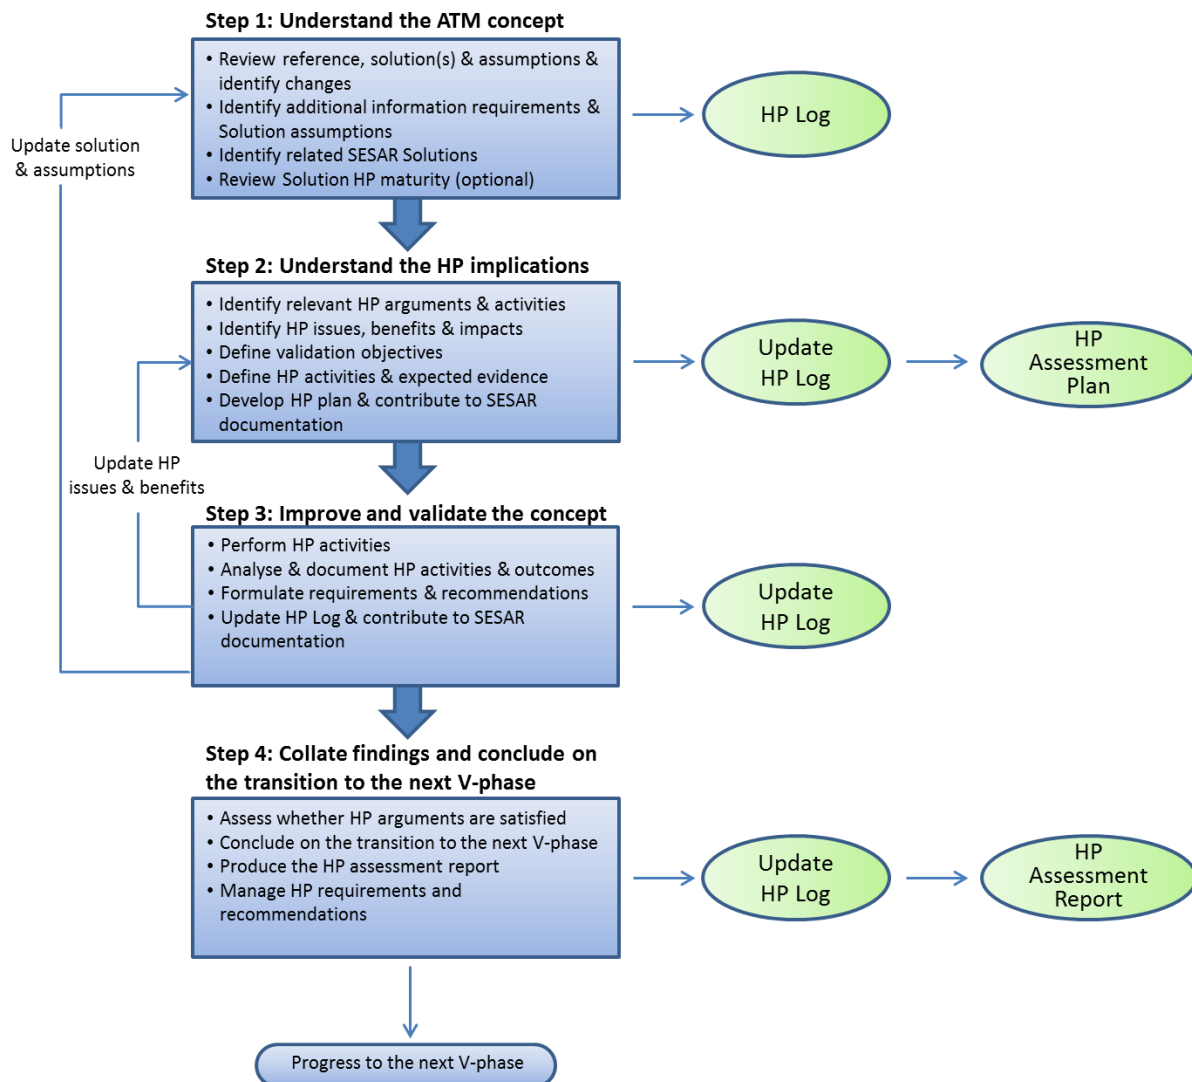 Step 1: Understand the ATM concept
• Review reference, solution(s) & assumptions &
identify changes
• Identify additional information requirements &
Solution assumptions
• Identify related SESAR Solutions
• Review Solution HP maturity (optional)
HP Log
Update solution
& assumptions
Step 2: Understand the HP implications
• Identify relevant HP arguments & activities
• Identify HP issues, benefits & impacts
• Define validation objectives
• Define HP activities & expected evidence
• Develop HP plan & contribute to SESAR
documentation
Update
HP Log
HP
Assessment
Plan
Update HP
issues & benefits
Step 3: Improve and validate the concept
• Perform HP activities
• Analyse & document HP activities & outcomes
• Formulate requirements & recommendations
• Update HP Log & contribute to SESAR
documentation
Update
HP Log
Step 4: Collate findings and conclude on
the transition to the next V-phase
• Assess whether HP arguments are satisfied
• Conclude on the transition to the next V-phase
• Produce the HP assessment report
• Manage HP requirements and
recommendations
Update
HP Log
HP
Assessment
Report
Progress to the next V-phase